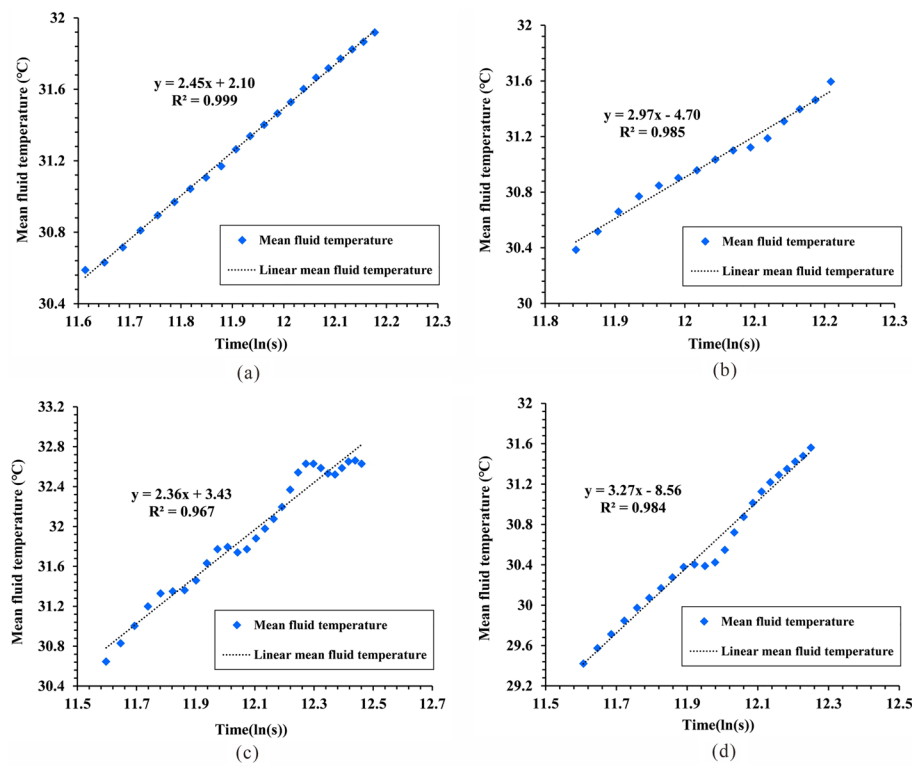 32
31.6
31.2
30.8
30.4
11.6
11.7
11.8
11.9
12
12.1
12.2
12.3
Mean fluid temperature (°C)
Time(ln(s))
y = 2.45x + 2.10
R² = 0.999
Mean fluid temperature
Linear mean fluid temperature
(a)
32
31.6
31.2
30.8
30.4
30
11.8
11.9
12
12.1
12.2
12.3
Mean fluid temperature (°C)
Time(ln(s))
y = 2.97x - 4.70
R² = 0.985
Mean fluid temperature
Linear mean fluid temperature
(b)
33.2
32.8
32.4
32
31.6
31.2
30.8
30.4
11.5
11.7
11.9
12.1
12.3
12.5
12.7
Mean fluid temperature (°C)
Time(ln(s))
y = 2.36x + 3.43
R² = 0.967
Mean fluid temperature
Linear mean fluid temperature
(c)
32
31.6
31.2
30.8
30.4
30
29.6
29.2
11.5
11.7
11.9
12.1
12.3
12.5
Mean fluid temperature (°C)
Time(ln(s))
y = 3.27x - 8.56
R² = 0.984
Mean fluid temperature
Linear mean fluid temperature
(d)